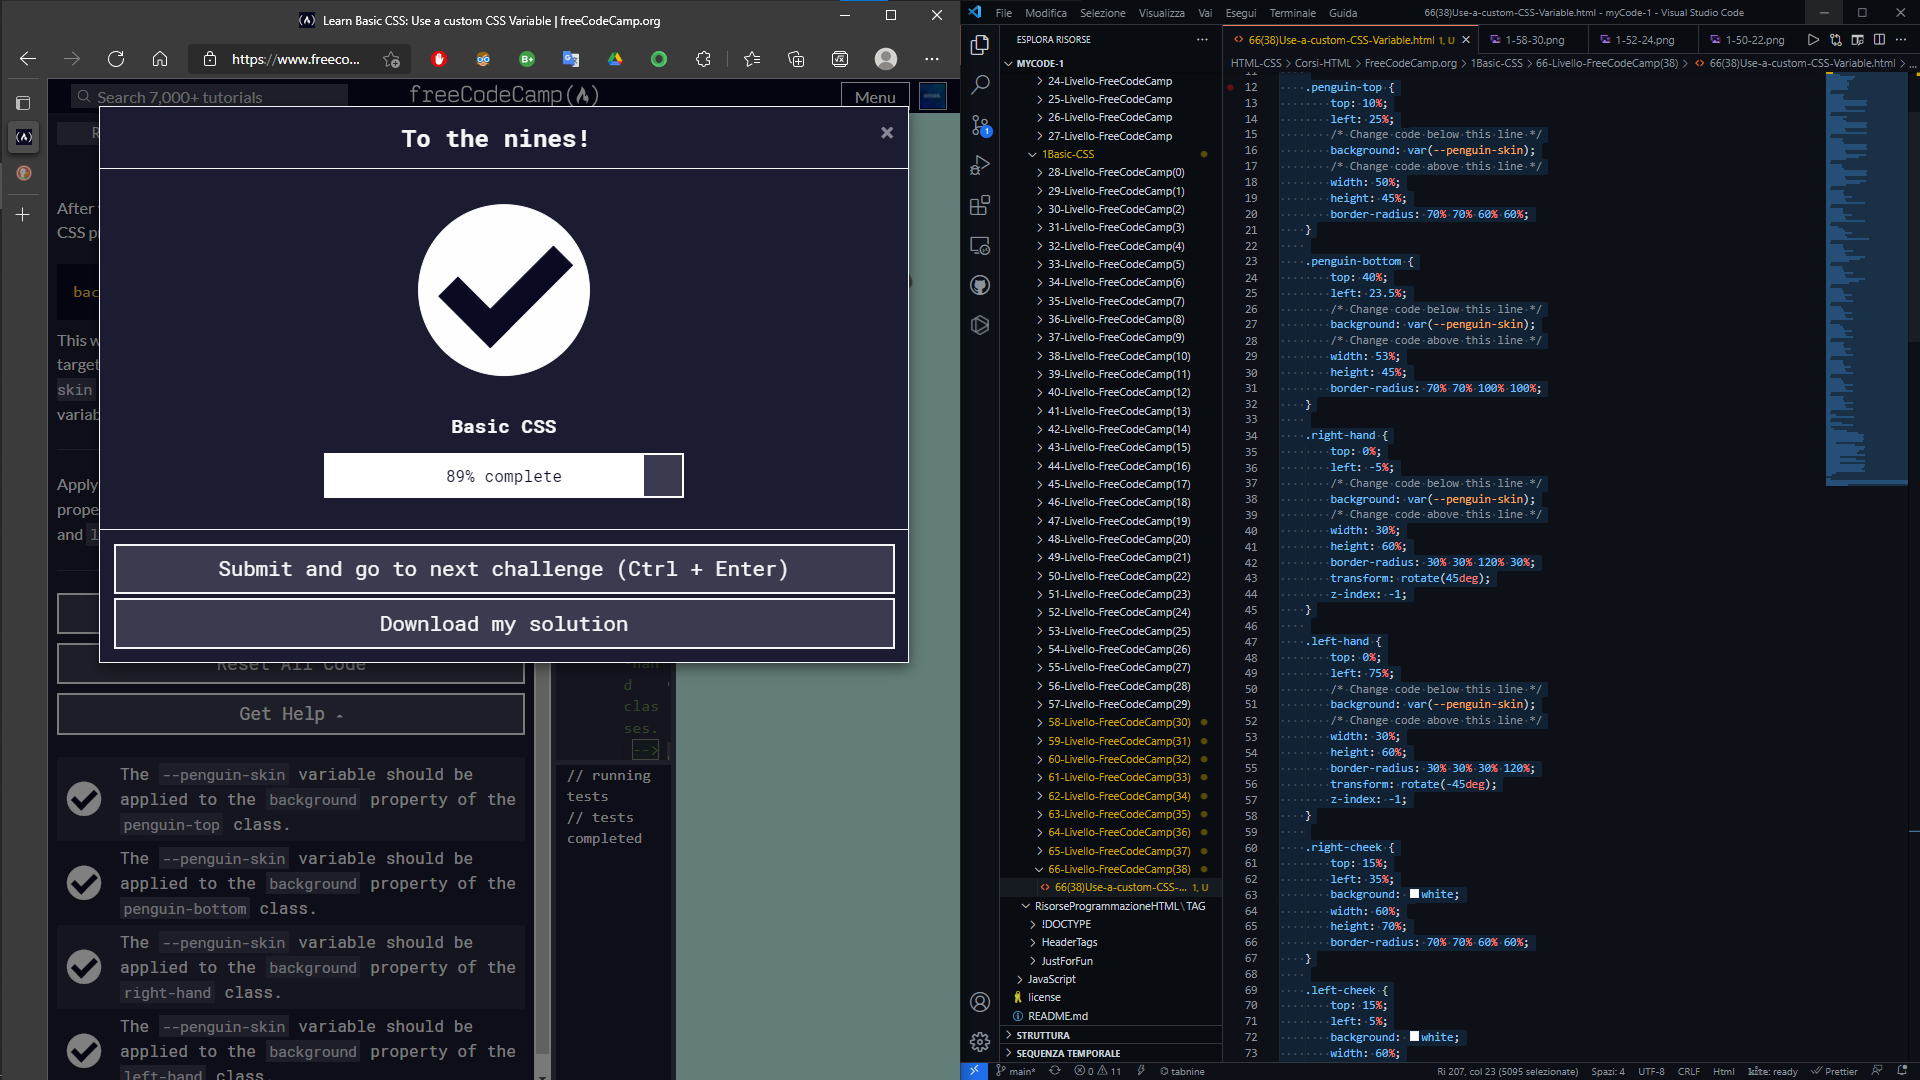 Learn Basic CSS: Use a custom CSS Variable | freeCodeCamp.org
https://www.freeco...
Search 7,000+ tutorials
freeCodeCamp(🔥)
Menu
To the nines!
×
After
CSS p
bac
This w
target
skin
variab
Apply
prope
and l
Basic CSS
89% complete
Submit and go to next challenge (Ctrl + Enter)
Download my solution
Reset All Code
Get Help
The --penguin-skin variable should be
applied to the background property of the
penguin-top class.
The --penguin-skin variable should be
applied to the background property of the
penguin-bottom class.
The --penguin-skin variable should be
applied to the background property of the
right-hand class.
The --penguin-skin variable should be
applied to the background property of the
left-hand class.
d
clas
ses.
-->
// running
tests
// tests
completed
File Modifica Selezione Visualizza Vai Esegui Terminale Guida
66(38)Use-a-custom-CSS-Variable.html - myCode-1 - Visual Studio Code
ESPLORA RISORSE
MYCODE-1
24-Livello-FreeCodeCamp
25-Livello-FreeCodeCamp
26-Livello-FreeCodeCamp
27-Livello-FreeCodeCamp
1Basic-CSS
28-Livello-FreeCodeCamp(0)
29-Livello-FreeCodeCamp(1)
30-Livello-FreeCodeCamp(2)
31-Livello-FreeCodeCamp(3)
32-Livello-FreeCodeCamp(4)
33-Livello-FreeCodeCamp(5)
34-Livello-FreeCodeCamp(6)
35-Livello-FreeCodeCamp(7)
36-Livello-FreeCodeCamp(8)
37-Livello-FreeCodeCamp(9)
38-Livello-FreeCodeCamp(10)
39-Livello-FreeCodeCamp(11)
40-Livello-FreeCodeCamp(12)
41-Livello-FreeCodeCamp(13)
42-Livello-FreeCodeCamp(14)
43-Livello-FreeCodeCamp(15)
44-Livello-FreeCodeCamp(16)
45-Livello-FreeCodeCamp(17)
46-Livello-FreeCodeCamp(18)
47-Livello-FreeCodeCamp(19)
48-Livello-FreeCodeCamp(20)
49-Livello-FreeCodeCamp(21)
50-Livello-FreeCodeCamp(22)
51-Livello-FreeCodeCamp(23)
52-Livello-FreeCodeCamp(24)
53-Livello-FreeCodeCamp(25)
54-Livello-FreeCodeCamp(26)
55-Livello-FreeCodeCamp(27)
56-Livello-FreeCodeCamp(28)
57-Livello-FreeCodeCamp(29)
58-Livello-FreeCodeCamp(30)
59-Livello-FreeCodeCamp(31)
60-Livello-FreeCodeCamp(32)
61-Livello-FreeCodeCamp(33)
62-Livello-FreeCodeCamp(34)
63-Livello-FreeCodeCamp(35)
64-Livello-FreeCodeCamp(36)
65-Livello-FreeCodeCamp(37)
66-Livello-FreeCodeCamp(38)
66(38)Use-a-custom-CSS-... 1, U
RisorseProgrammazioneHTML\TAG
!DOCTYPE
HeaderTags
JustForFun
JavaScript
license
README.md
STRUTTURA
SEQUENZA TEMPORALE
66(38)Use-a-custom-CSS-Variable.html 1, U
1-58-30.png
1-52-24.png
1-50-22.png
HTML-CSS > Corsi-HTML > FreeCodeCamp.org > 1Basic-CSS > 66-Livello-FreeCodeCamp(38) > 66(38)Use-a-custom-CSS-Variable.html > ...
12 .penguin-top {
13 top: 10%;
14 left: 25%;
15 /* Change code below this line */
16 background: var(--penguin-skin);
17 /* Change code above this line */
18 width: 50%;
19 height: 45%;
20 border-radius: 70% 70% 60% 60%;
21 }
22
23 .penguin-bottom {
24 top: 40%;
25 left: 23.5%;
26 /* Change code below this line */
27 background: var(--penguin-skin);
28 /* Change code above this line */
29 width: 53%;
30 height: 45%;
31 border-radius: 70% 70% 100% 100%;
32 }
33
34 .right-hand {
35 top: 0%;
36 left: -5%;
37 /* Change code below this line */
38 background: var(--penguin-skin);
39 /* Change code above this line */
40 width: 30%;
41 height: 60%;
42 border-radius: 30% 30% 120% 30%;
43 transform: rotate(45deg);
44 z-index: -1;
45 }
46
47 .left-hand {
48 top: 0%;
49 left: 75%;
50 /* Change code below this line */
51 background: var(--penguin-skin);
52 /* Change code above this line */
53 width: 30%;
54 height: 60%;
55 border-radius: 30% 30% 30% 120%;
56 transform: rotate(-45deg);
57 z-index: -1;
58 }
59
60 .right-cheek {
61 top: 15%;
62 left: 35%;
63 background: white;
64 width: 60%;
65 height: 70%;
66 border-radius: 70% 70% 60% 60%;
67 }
68
69 .left-cheek {
70 top: 15%;
71 left: 5%;
72 background: white;
73 width: 60%;
main* 0 11 tabnine
Ri 207, col 23 (5095 selezionate) Spazi: 4 UTF-8 CRLF Html kite: ready Prettier